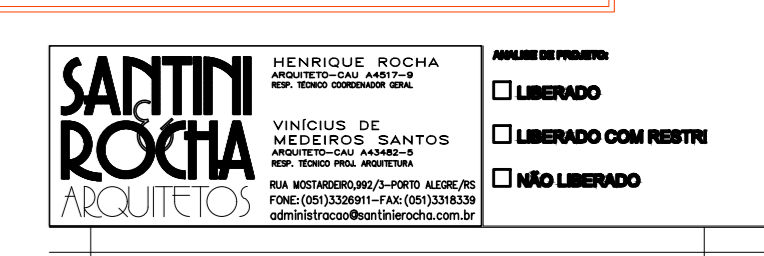 SANTINI
&
ROCHA
ARQUITETOS
HENRIQUE ROCHA
ARQUITETO-CAU A4517-9
RESP. TÉCNICO COORDENADOR GERAL
VINÍCIUS DE
MEDEIROS SANTOS
ARQUITETO-CAU A43482-5
RESP. TÉCNICO PROJ. ARQUITETURA
RUA MOSTARDEIRO,992/3-PORTO ALEGRE/RS
FONE:(051)3326911-FAX:(051)3318339
administracao@santinierocha.com.br
ANALISE DE PROJETO:
LIBERADO
LIBERADO COM RESTRI
NÃO LIBERADO